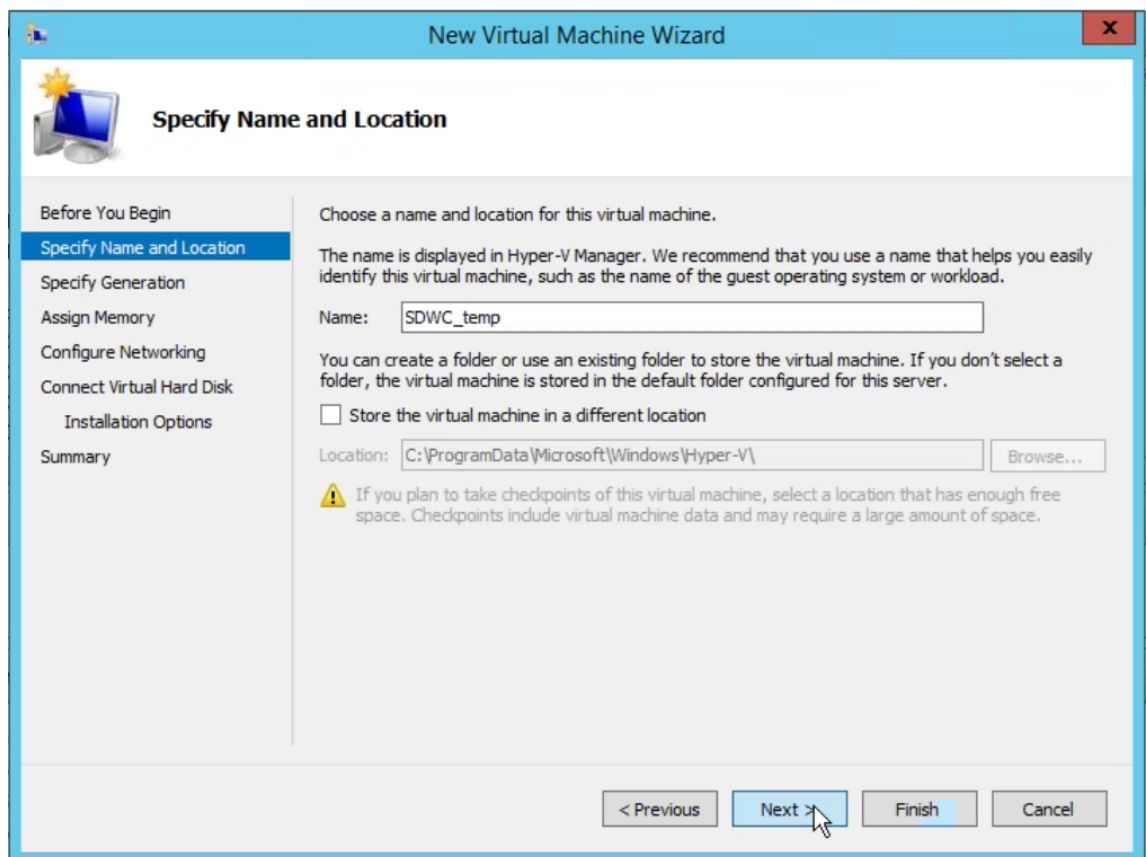 New Virtual Machine Wizard
x
Specify Name and Location
Before You Begin
Specify Name and Location
Specify Generation
Assign Memory
Configure Networking
Connect Virtual Hard Disk
Installation Options
Summary
Choose a name and location for this virtual machine.
The name is displayed in Hyper-V Manager. We recommend that you use a name that helps you easily
identify this virtual machine, such as the name of the guest operating system or workload.
Name: SDWC_temp
You can create a folder or use an existing folder to store the virtual machine. If you don't select a
folder, the virtual machine is stored in the default folder configured for this server.
Store the virtual machine in a different location
Location: C:\ProgramData\Microsoft\Windows\Hyper-V\ Browse...
If you plan to take checkpoints of this virtual machine, select a location that has enough free
space. Checkpoints include virtual machine data and may require a large amount of space.
< Previous Next > Finish Cancel